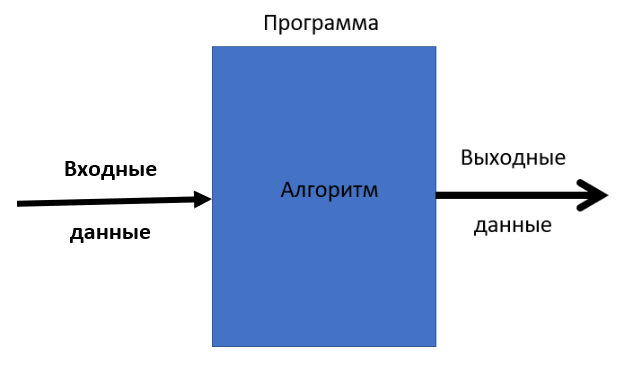 Программа
Входные
данные
Алгоритм
Выходные
данные